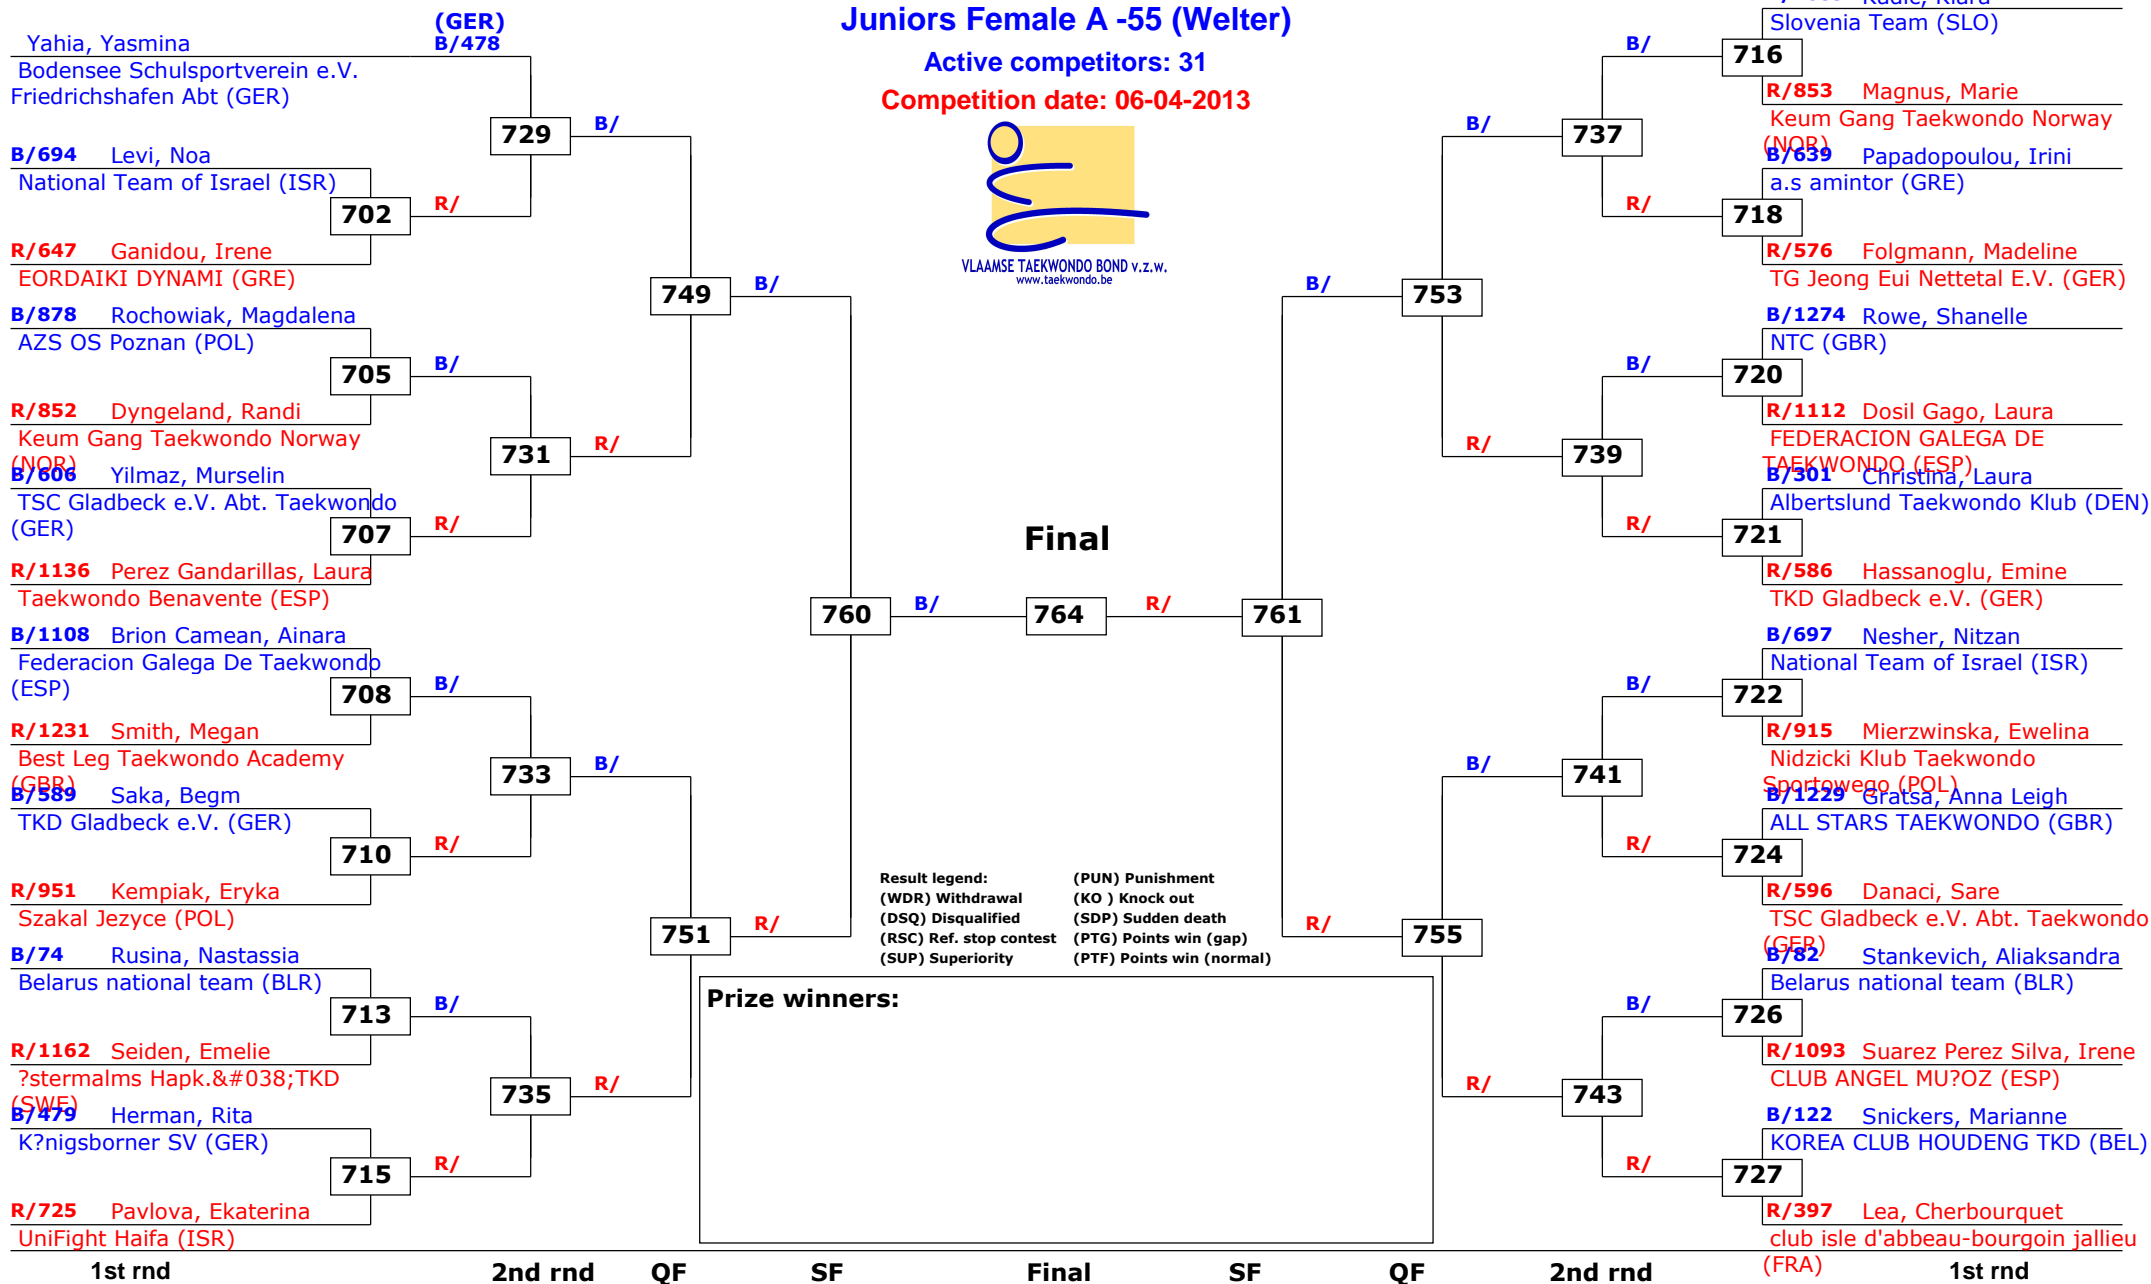 (GER)
Yahia, Yasmina
B/478
Bodensee Schulsportverein e.V.
Friedrichshafen Abt (GER)
B/694 Levi, Noa
National Team of Israel (ISR)
702
R/
R/647 Ganidou, Irene
EORDAIKI DYNAMI (GRE)
729
B/
B/878 Rochowiak, Magdalena
AZS OS Poznan (POL)
705
B/
R/852 Dyngeland, Randi
Keum Gang Taekwondo Norway
(NOR)
731
R/
B/606 Yilmaz, Murselin
TSC Gladbeck e.V. Abt. Taekwondo
(GER)
707
R/
R/1136 Perez Gandarillas, Laura
Taekwondo Benavente (ESP)
749
B/
B/1108 Brion Camean, Ainara
Federacion Galega De Taekwondo
(ESP)
708
B/
R/1231 Smith, Megan
Best Leg Taekwondo Academy
(GBR)
733
B/
B/589 Saka, Begm
TKD Gladbeck e.V. (GER)
710
R/
R/951 Kempiak, Eryka
Szakal Jezyce (POL)
751
R/
B/74 Rusina, Nastassia
Belarus national team (BLR)
713
B/
R/1162 Seiden, Emelie
?stermalms Hapk.&#038;TKD
(SWE)
735
R/
B/479 Herman, Rita
K?nigsborner SV (GER)
715
R/
R/725 Pavlova, Ekaterina
UniFight Haifa (ISR)
Juniors Female A -55 (Welter)
Active competitors: 31
Competition date: 06-04-2013
VLAAMSE TAEKWONDO BOND v.z.w.
www.taekwondo.be
Final
760
B/
764
R/
761
Result legend:
(WDR) Withdrawal
(DSQ) Disqualified
(RSC) Ref. stop contest
(SUP) Superiority
(PUN) Punishment
(KO ) Knock out
(SDP) Sudden death
(PTG) Points win (gap)
(PTF) Points win (normal)
Prize winners:
Slovenia Team (SLO)
B/
716
R/853 Magnus, Marie
Keum Gang Taekwondo Norway
(NOR)
B/
737
B/639 Papadopoulou, Irini
a.s amintor (GRE)
R/
718
R/576 Folgmann, Madeline
TG Jeong Eui Nettetal E.V. (GER)
B/
753
B/1274 Rowe, Shanelle
NTC (GBR)
B/
720
R/1112 Dosil Gago, Laura
FEDERACION GALEGA DE
TAEKWONDO (ESP)
R/
739
B/301 Christina, Laura
Albertslund Taekwondo Klub (DEN)
R/
721
R/586 Hassanoglu, Emine
TKD Gladbeck e.V. (GER)
B/697 Nesher, Nitzan
National Team of Israel (ISR)
B/
722
R/915 Mierzwinska, Ewelina
Nidzicki Klub Taekwondo
Sportowego (POL)
B/
741
B/1229 Gratsa, Anna Leigh
ALL STARS TAEKWONDO (GBR)
R/
724
R/596 Danaci, Sare
TSC Gladbeck e.V. Abt. Taekwondo
(GER)
R/
755
B/82 Stankevich, Aliaksandra
Belarus national team (BLR)
B/
726
R/1093 Suarez Perez Silva, Irene
CLUB ANGEL MU?OZ (ESP)
R/
743
B/122 Snickers, Marianne
KOREA CLUB HOUDENG TKD (BEL)
R/
727
R/397 Lea, Cherbourquet
club isle d'abbeau-bourgoin jallieu
(FRA)
1st rnd 2nd rnd QF SF Final SF QF 2nd rnd 1st rnd